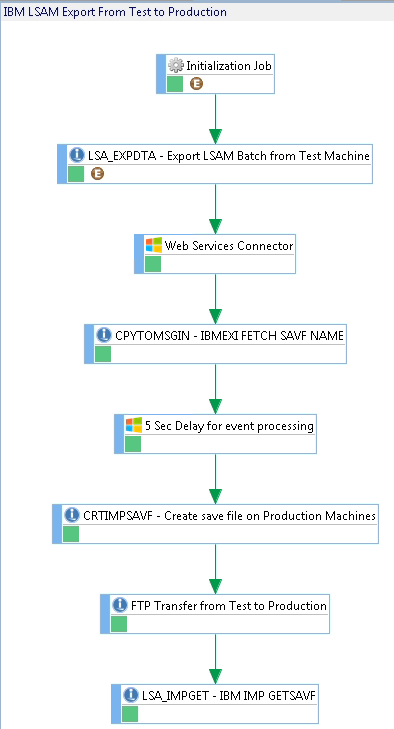 IBM LSAM Export From Test to Production
Initialization Job
E
LSA_EXPDTA - Export LSAM Batch from Test Machine
E
Web Services Connector
CPYTOMSGIN - IBMEXI FETCH SAVF NAME
5 Sec Delay for event processing
CRTIMPSAVF - Create save file on Production Machines
FTP Transfer from Test to Production
LSA_IMPGET - IBM IMP GETSAVF